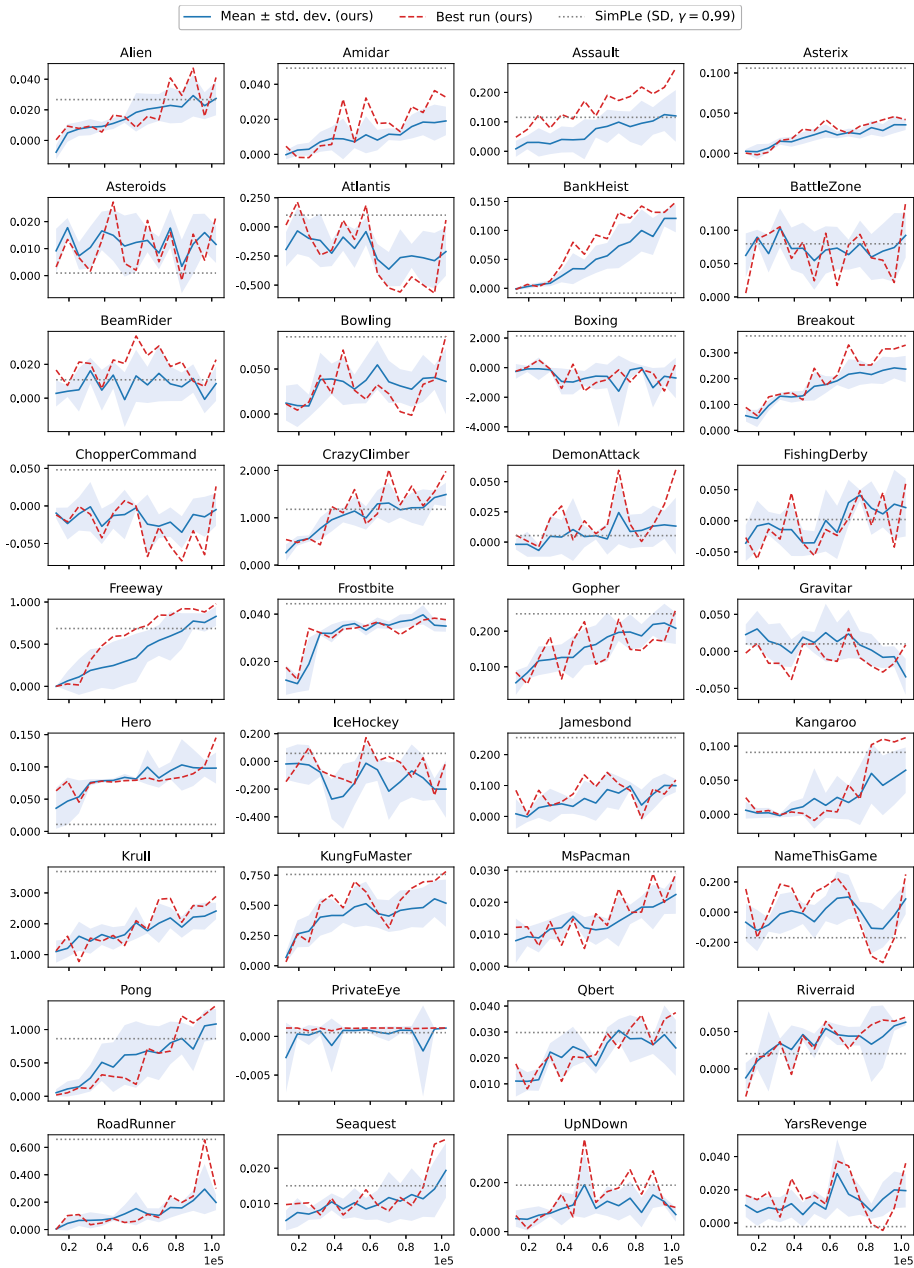 Mean ± std. dev. (ours) Best run (ours) SimPLe (SD, γ = 0.99)
Alien Amidar Assault Asterix
0.040 0.020 0.000
0.040 0.020 0.000
0.200 0.100 0.000
0.100 0.050 0.000
Asteroids Atlantis BankHeist BattleZone
0.020 0.010 0.000
0.250 0.000 -0.250 -0.500
0.150 0.100 0.050 0.000
0.150 0.100 0.050 0.000
BeamRider Bowling Boxing Breakout
0.020 0.000
0.050 0.000
2.000 0.000 -2.000 -4.000
0.300 0.200 0.100 0.000
ChopperCommand CrazyClimber DemonAttack FishingDerby
0.050 0.000 -0.050
2.000 1.000 0.000
0.050 0.025 0.000
0.050 0.000 -0.050
Freeway Frostbite Gopher Gravitar
1.000 0.500 0.000
0.040 0.020
0.200 0.100
0.050 0.000 -0.050
Hero IceHockey Jamesbond Kangaroo
0.150 0.100 0.050 0.000
0.200 0.000 -0.200 -0.400
0.200 0.100 0.000
0.100 0.050 0.000
Krull KungFuMaster MsPacman NameThisGame
3.000 2.000 1.000
0.750 0.500 0.250 0.000
0.030 0.020 0.010 0.000
0.200 0.000 -0.200
Pong PrivateEye Qbert Riverraid
1.000 0.500 0.000
0.000 -0.005
0.040 0.030 0.020 0.010
0.050 0.000
RoadRunner Seaquest UpNDown YarsRevenge
0.600 0.400 0.200 0.000
0.020 0.010 0.000
0.200 0.000
0.040 0.020 0.000
0.2 0.4 0.6 0.8 1.0 0.2 0.4 0.6 0.8 1.0 0.2 0.4 0.6 0.8 1.0 0.2 0.4 0.6 0.8 1.0
1e5 1e5 1e5 1e5